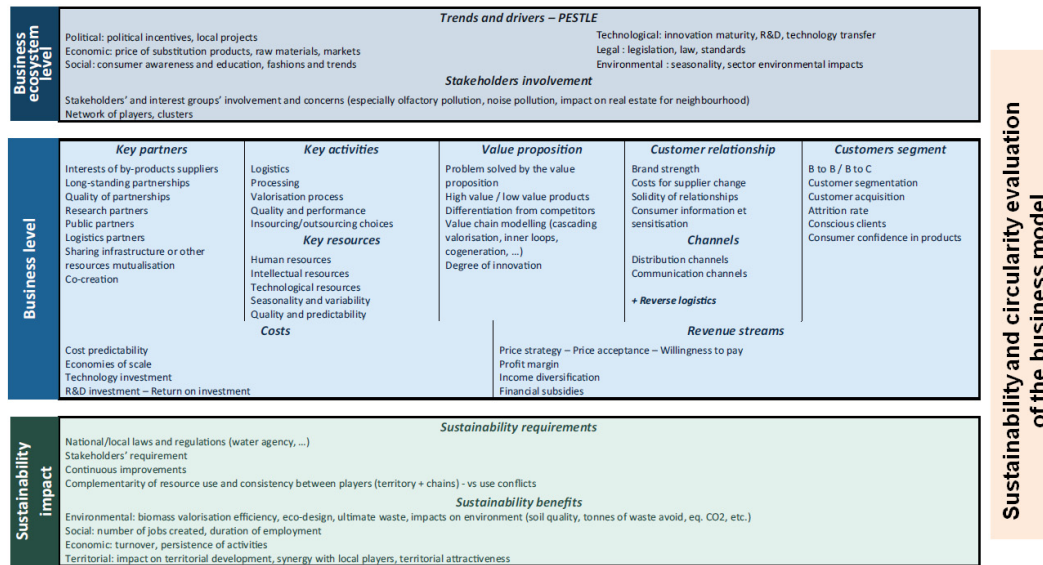 Business
ecosystem
level
Trends and drivers – PESTLE
Political: political incentives, local projects
Economic: price of substitution products, raw materials, markets
Social: consumer awareness and education, fashions and trends
Technological: innovation maturity, R&D, technology transfer
Legal : legislation, law, standards
Environmental : seasonality, sector environmental impacts
Stakeholders involvement
Stakeholders' and interest groups' involvement and concerns (especially olfactory pollution, noise pollution, impact on real estate for neighbourhood)
Network of players, clusters
Business level
Key partners
Interests of by-products suppliers
Long-standing partnerships
Quality of partnerships
Research partners
Public partners
Logistics partners
Sharing infrastructure or other
resources mutualisation
Co-creation
Key activities
Logistics
Processing
Valorisation process
Quality and performance
Insourcing/outsourcing choices
Key resources
Human resources
Intellectual resources
Technological resources
Seasonality and variability
Quality and predictability
Value proposition
Problem solved by the value
proposition
High value / low value products
Differentiation from competitors
Value chain modelling (cascading
valorisation, inner loops,
cogeneration, ...)
Degree of innovation
Customer relationship
Brand strength
Costs for supplier change
Solidity of relationships
Consumer information et
sensitisation
Channels
Distribution channels
Communication channels
+ Reverse logistics
Customers segment
B to B / B to C
Customer segmentation
Customer acquisition
Attrition rate
Conscious clients
Consumer confidence in products
Costs
Cost predictability
Economies of scale
Technology investment
R&D investment – Return on investment
Revenue streams
Price strategy – Price acceptance – Willingness to pay
Profit margin
Income diversification
Financial subsidies
Sustainability
impact
Sustainability requirements
National/local laws and regulations (water agency, ...)
Stakeholders' requirement
Continuous improvements
Complementarity of resource use and consistency between players (territory + chains) - vs use conflicts
Sustainability benefits
Environmental: biomass valorisation efficiency, eco-design, ultimate waste, impacts on environment (soil quality, tonnes of waste avoid, eq. CO2, etc.)
Social: number of jobs created, duration of employment
Economic: turnover, persistence of activities
Territorial: impact on territorial development, synergy with local players, territorial attractiveness
Sustainability and circularity evaluation
of the business model